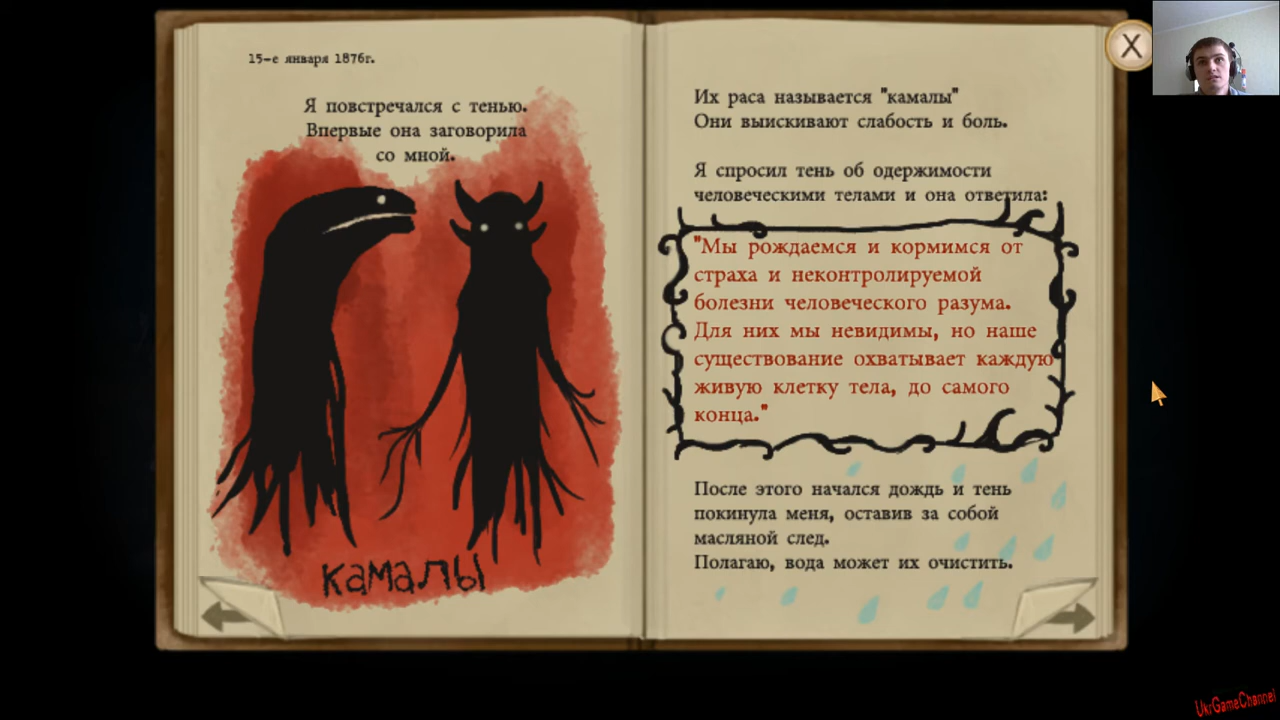 15-е января 1876г.
Я повстречался с тенью.
Впервые она заговорила
со мной.
камалы
Их раса называется "камалы"
Они выискивают слабость и боль.
Я спросил тень об одержимости
человеческими телами и она ответила:
"Мы рождаемся и кормимся от
страха и неконтролируемой
болезни человеческого разума.
Для них мы невидимы, но наше
существование охватывает каждую
живую клетку тела, до самого
конца."
После этого начался дождь и тень
покинула меня, оставив за собой
масляной след.
Полагаю, вода может их очистить.
X
UkrGameChannel